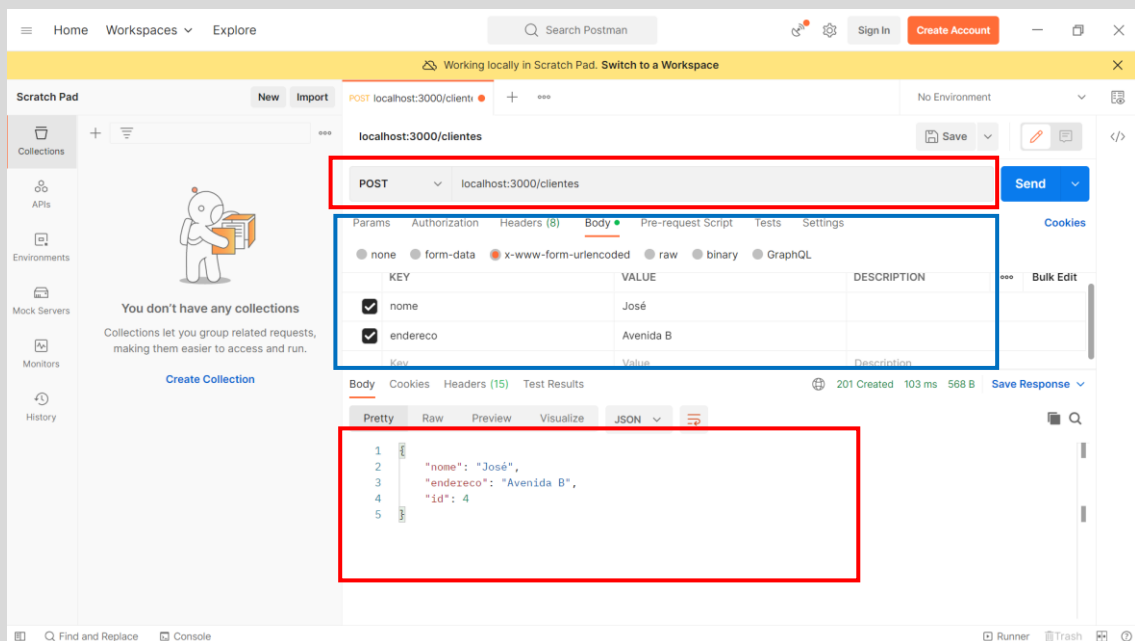 Home Workspaces Explore Search Postman Sign In Create Account
Working locally in Scratch Pad. Switch to a Workspace
Scratch Pad New Import POST localhost:3000/cliente No Environment
Collections
APIs
Environments
Mock Servers
Monitors
History
You don't have any collections
Collections let you group related requests,
making them easier to access and run.
Create Collection
localhost:3000/clientes Save
POST localhost:3000/clientes Send
Params Authorization Headers (8) Body Pre-request Script Tests Settings Cookies
none form-data x-www-form-urlencoded raw binary GraphQL
KEY VALUE DESCRIPTION Bulk Edit
nome José
endereco Avenida B
Key Value Description
Body Cookies Headers (15) Test Results 201 Created 103 ms 568 B Save Response
Pretty Raw Preview Visualize JSON
1 {
2 "nome": "José",
3 "endereco": "Avenida B",
4 "id": 4
5 }
Find and Replace Console Runner Trash